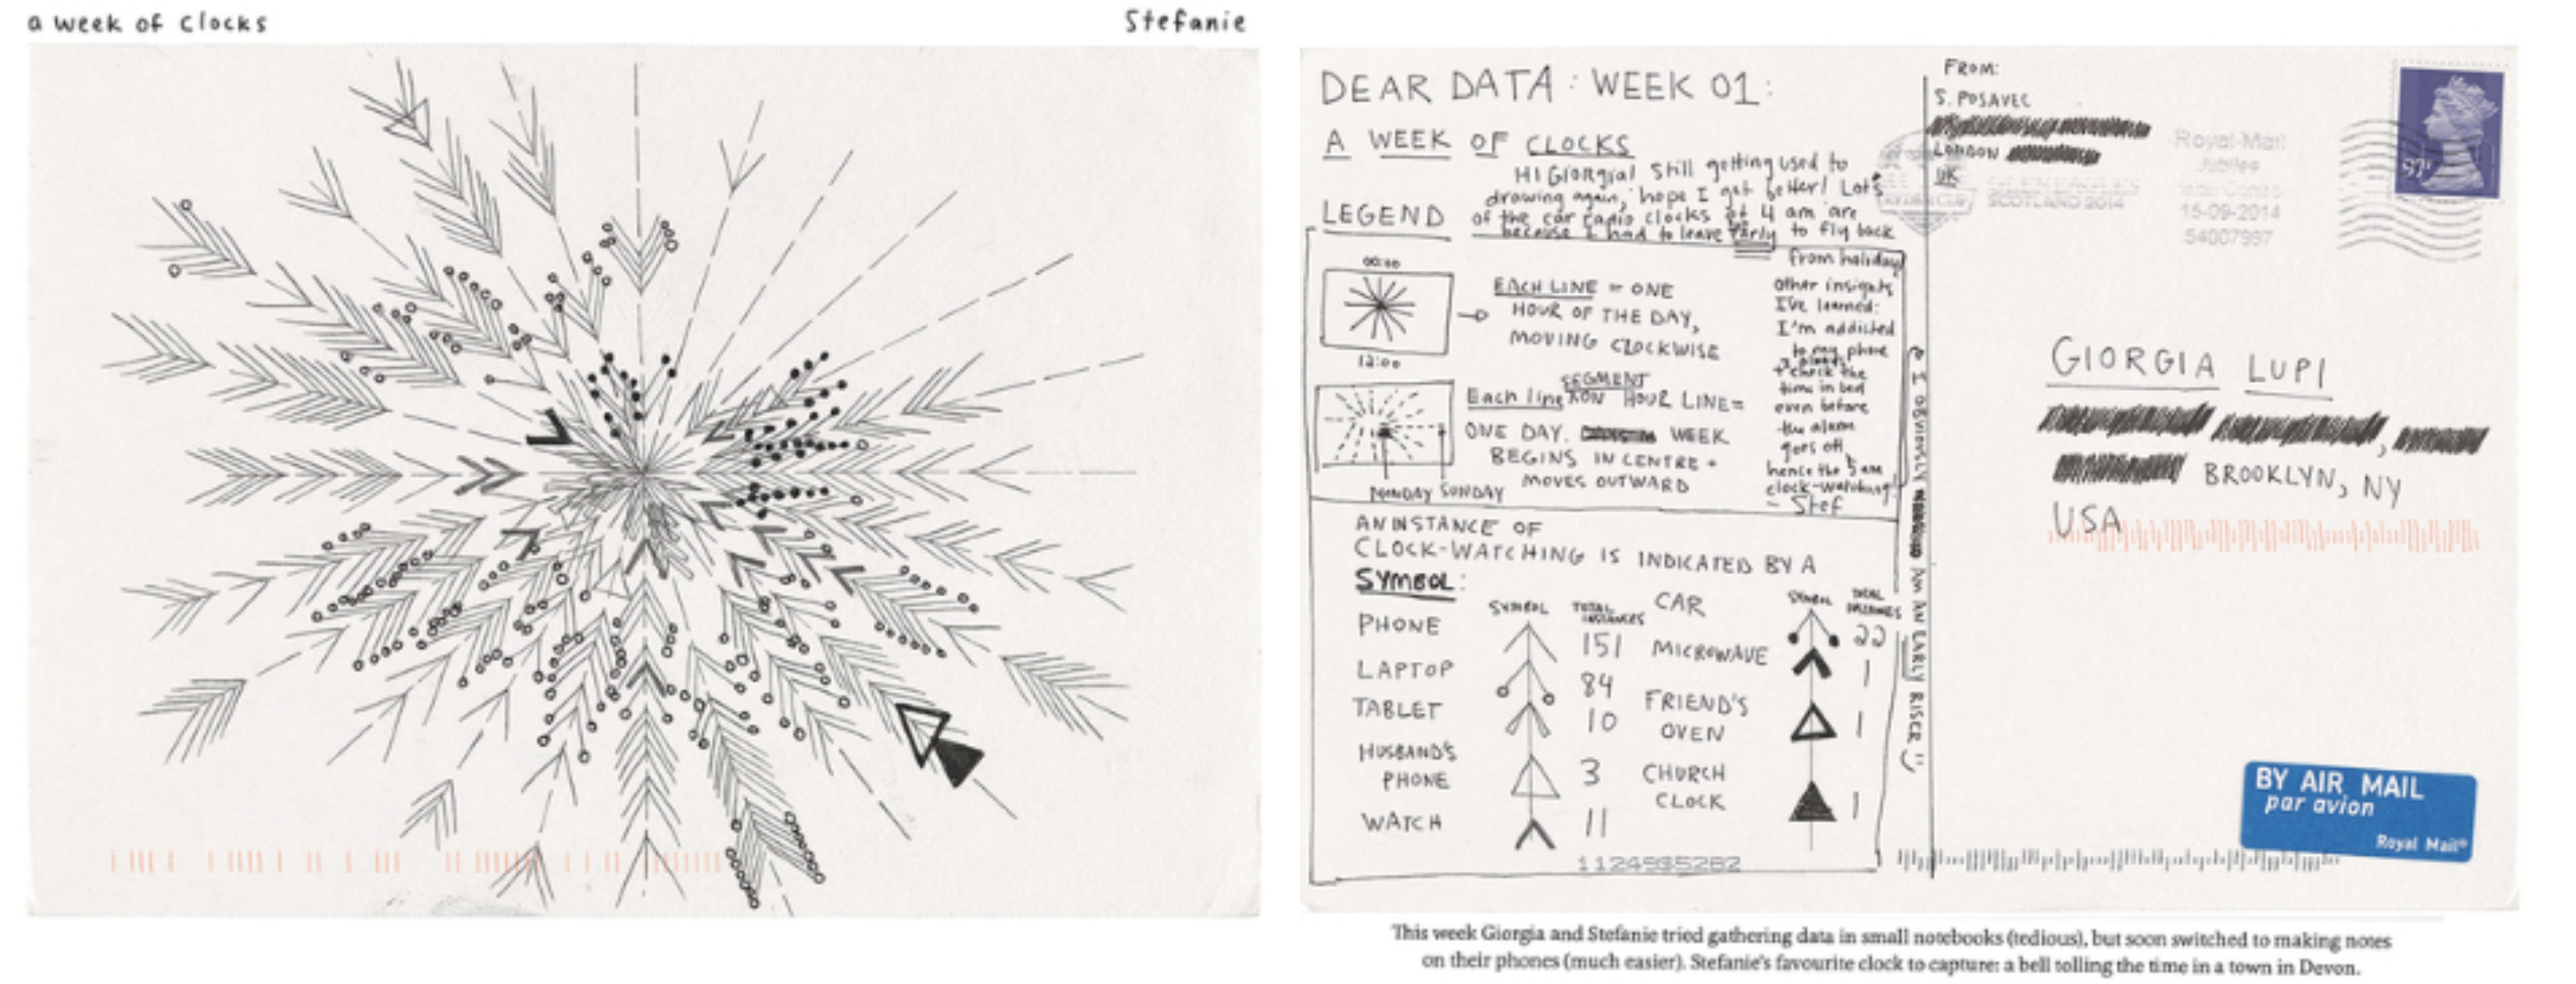 a week of clocks
Stefanie
DEAR DATA: WEEK 01:
A WEEK OF CLOCKS
HI Giorgia! Still getting used to
drawing again, hope I get better! Lots
of the car radio clocks at 4 am are
because I had to leave early to fly back
from holiday
LEGEND
00:00
12:00
EACH LINE = ONE
HOUR OF THE DAY,
MOVING CLOCKWISE
SEGMENT
Each line ON HOUR LINE =
ONE DAY. WEEK
BEGINS IN CENTRE +
MOVES OUTWARD
MONDAY SUNDAY
Other insights
I've learned:
I'm addicted
to my phone
+ check the
time in bed
even before
the alarm
goes off,
hence the 5 am
clock-watching!
- Stef
I OBVIOUSLY AM AN EARLY RISER
AN INSTANCE OF
CLOCK-WATCHING IS INDICATED BY A
SYMBOL:
SYMBOL TOTAL INSTANCES
PHONE 151
LAPTOP 84
TABLET 10
HUSBAND'S
PHONE 3
WATCH 11
SYMBOL TOTAL INSTANCES
CAR 22
MICROWAVE 1
FRIEND'S
OVEN 1
CHURCH
CLOCK 1
1124935282
FROM:
S. POSAVEC
LONDON
UK
Royal Mail
Jubilee
15-09-2014
54007997
SCOTLAND 2014
97p
GIORGIA LUPI
BROOKLYN, NY
USA
BY AIR MAIL
par avion
Royal Mail®
This week Giorgia and Stefanie tried gathering data in small notebooks (tedious), but soon switched to making notes
on their phones (much easier). Stefanie's favourite clock to capture: a bell tolling the time in a town in Devon.